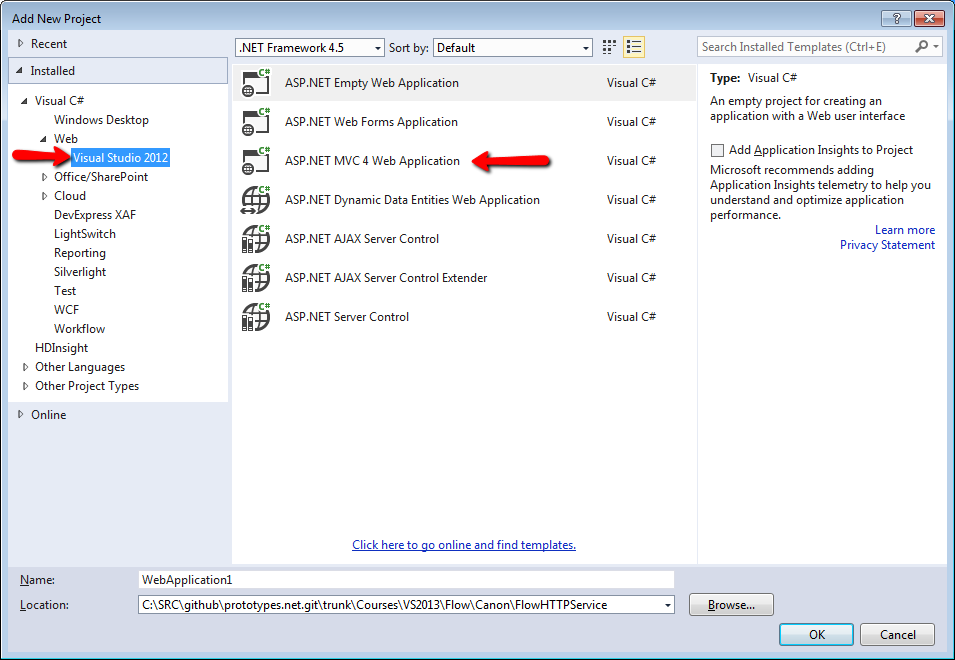 Add New Project
?
Recent
Installed
Visual C#
Windows Desktop
Web
Visual Studio 2012
Office/SharePoint
Cloud
DevExpress XAF
LightSwitch
Reporting
Silverlight
Test
WCF
Workflow
HDInsight
Other Languages
Other Project Types
Online
.NET Framework 4.5
Sort by: Default
C# ASP.NET Empty Web Application Visual C#
C# ASP.NET Web Forms Application Visual C#
C# ASP.NET MVC 4 Web Application Visual C#
C# ASP.NET Dynamic Data Entities Web Application Visual C#
C# ASP.NET AJAX Server Control Visual C#
C# ASP.NET AJAX Server Control Extender Visual C#
C# ASP.NET Server Control Visual C#
Click here to go online and find templates.
Search Installed Templates (Ctrl+E)
Type: Visual C#
An empty project for creating an
application with a Web user interface
Add Application Insights to Project
Microsoft recommends adding
Application Insights telemetry to help you
understand and optimize application
performance.
Learn more
Privacy Statement
Name: WebApplication1
Location: C:\SRC\github\prototypes.net.git\trunk\Courses\VS2013\Flow\Canon\FlowHTTPService
Browse...
OK Cancel